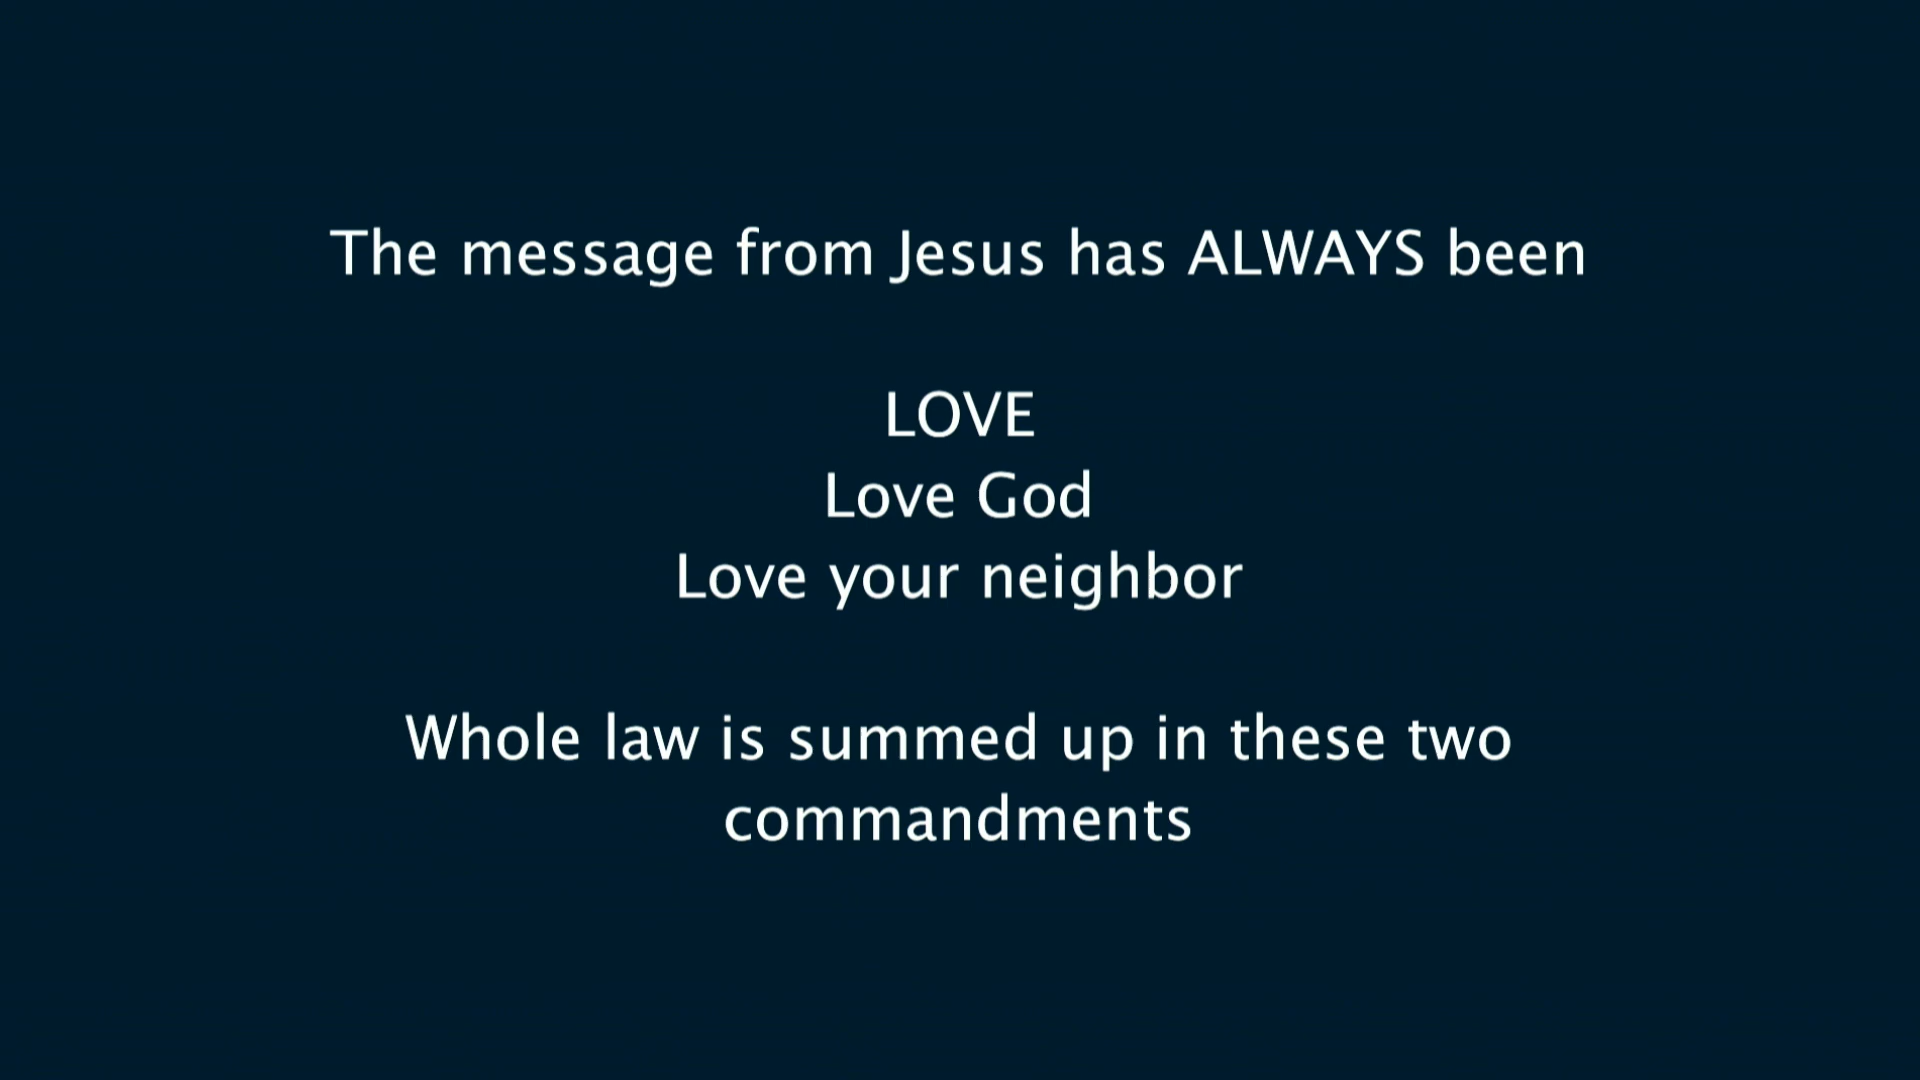 The message from Jesus has ALWAYS been
LOVE
Love God
Love your neighbor
Whole law is summed up in these two
commandments